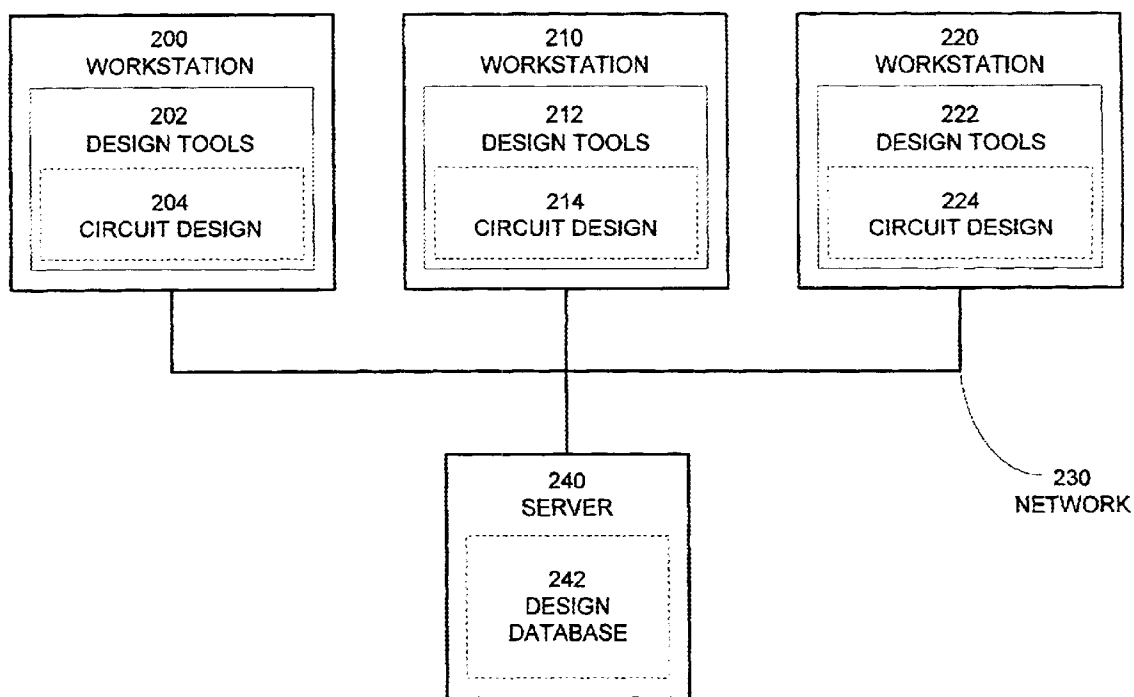 200
WORKSTATION
202
DESIGN TOOLS
204
CIRCUIT DESIGN
210
WORKSTATION
212
DESIGN TOOLS
214
CIRCUIT DESIGN
220
WORKSTATION
222
DESIGN TOOLS
224
CIRCUIT DESIGN
230
NETWORK
240
SERVER
242
DESIGN
DATABASE